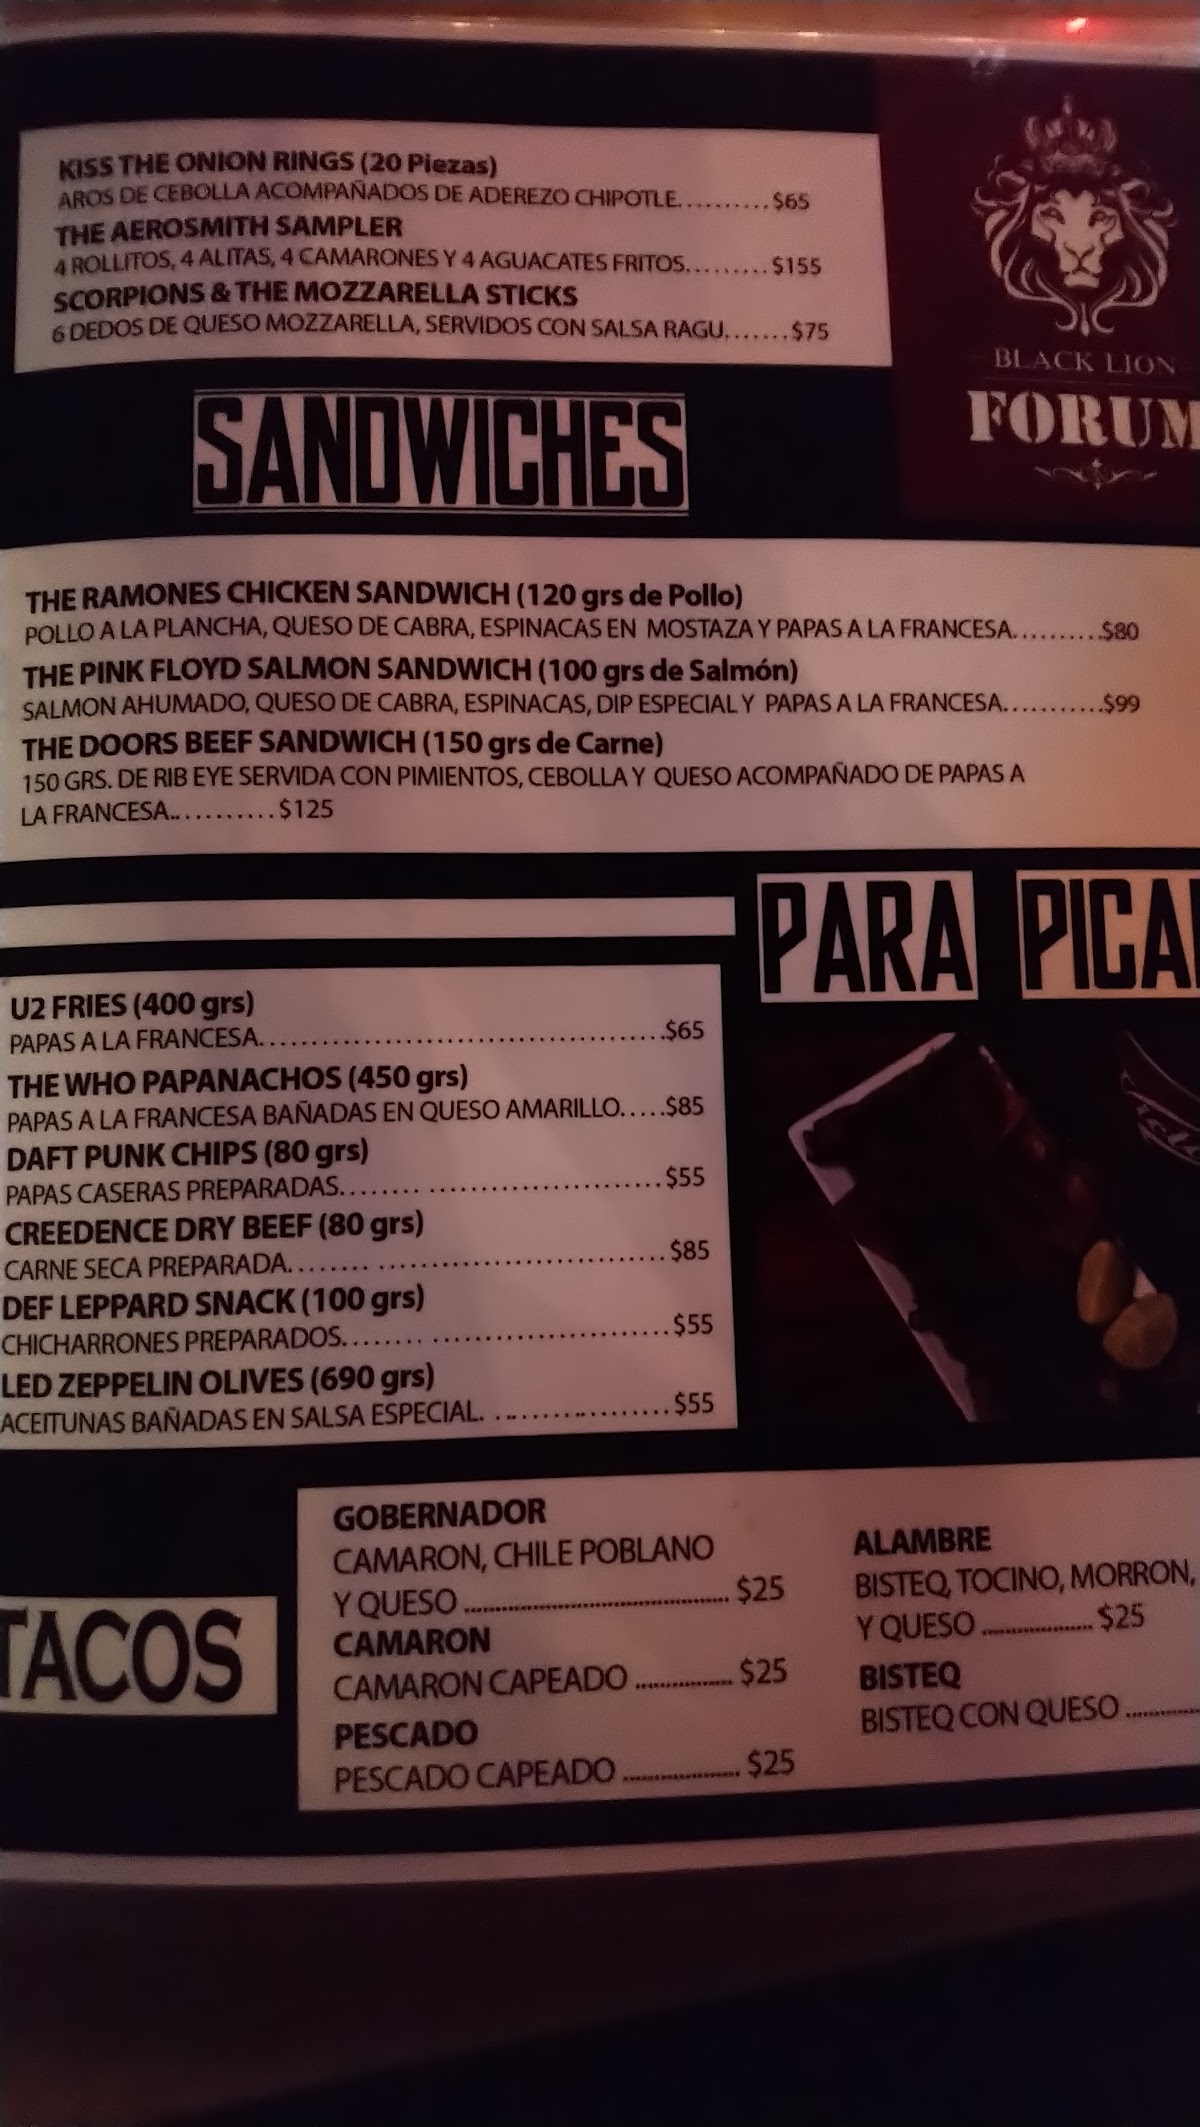 KISS THE ONION RINGS (20 Piezas)
AROS DE CEBOLLA ACOMPAÑADOS DE ADEREZO CHIPOTLE..........$65
THE AEROSMITH SAMPLER
4 ROLLITOS, 4 ALITAS, 4 CAMARONES Y 4 AGUACATES FRITOS.........$155
SCORPIONS & THE MOZZARELLA STICKS
6 DEDOS DE QUESO MOZZARELLA, SERVIDOS CON SALSA RAGU.......$75
BLACK LION
FORUM
SANDWICHES
THE RAMONES CHICKEN SANDWICH (120 grs de Pollo)
POLLO A LA PLANCHA, QUESO DE CABRA, ESPINACAS EN MOSTAZA Y PAPAS A LA FRANCESA..........$80
THE PINK FLOYD SALMON SANDWICH (100 grs de Salmón)
SALMON AHUMADO, QUESO DE CABRA, ESPINACAS, DIP ESPECIAL Y PAPAS A LA FRANCESA...........$99
THE DOORS BEEF SANDWICH (150 grs de Carne)
150 GRS. DE RIB EYE SERVIDA CON PIMIENTOS, CEBOLLA Y QUESO ACOMPAÑADO DE PAPAS A
LA FRANCESA............$125
PARA PICA
U2 FRIES (400 grs)
PAPAS A LA FRANCESA.........................................$65
THE WHO PAPANACHOS (450 grs)
PAPAS A LA FRANCESA BAÑADAS EN QUESO AMARILLO.....$85
DAFT PUNK CHIPS (80 grs)
PAPAS CASERAS PREPARADAS........ ........................$55
CREEDENCE DRY BEEF (80 grs)
CARNE SECA PREPARADA........ .............................$85
DEF LEPPARD SNACK (100 grs)
CHICHARRONES PREPARADOS........ ........................$55
LED ZEPPELIN OLIVES (690 grs)
ACEITUNAS BAÑADAS EN SALSA ESPECIAL. ...................$55
TACOS
GOBERNADOR
CAMARON, CHILE POBLANO
Y QUESO ........................................ $25
CAMARON
CAMARON CAPEADO ............... $25
PESCADO
PESCADO CAPEADO .................. $25
ALAMBRE
BISTEQ, TOCINO, MORRON,
Y QUESO ................. $25
BISTEQ
BISTEQ CON QUESO ............